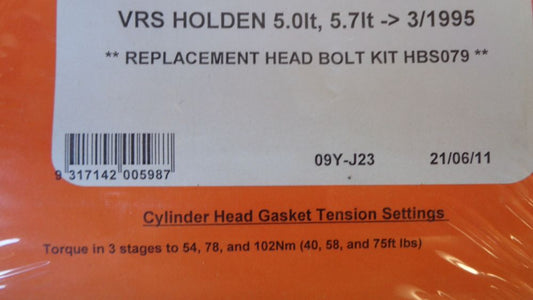 VRS HOLDEN 5.0lt, 5.7lt -> 3/1995
** REPLACEMENT HEAD BOLT KIT HBS079 **
9 317142 005987
09Y-J23 21/06/11
Cylinder Head Gasket Tension Settings
Torque in 3 stages to 54, 78, and 102Nm (40, 58, and 75ft lbs)